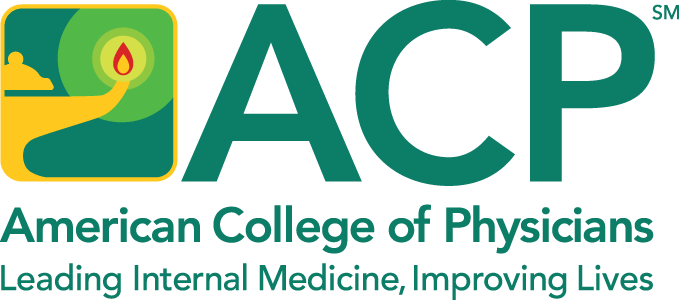 ACP SM
American College of Physicians
Leading Internal Medicine, Improving Lives